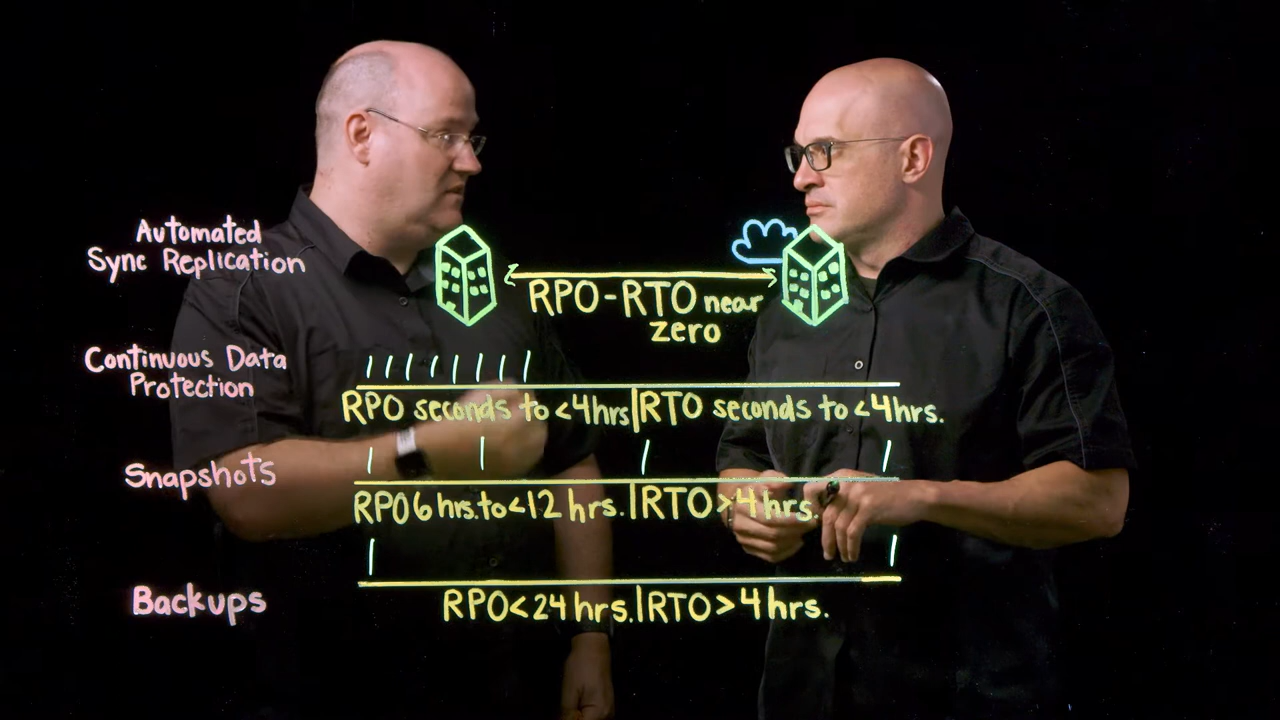 Automated
Sync Replication
RPO-RTO near
zero
Continuous Data
Protection
RPO seconds to <4hrs|RTO seconds to <4hrs.
Snapshots
RPO 6 hrs. to <12 hrs.|RTO >4 hrs.
Backups
RPO < 24 hrs.|RTO > 4 hrs.